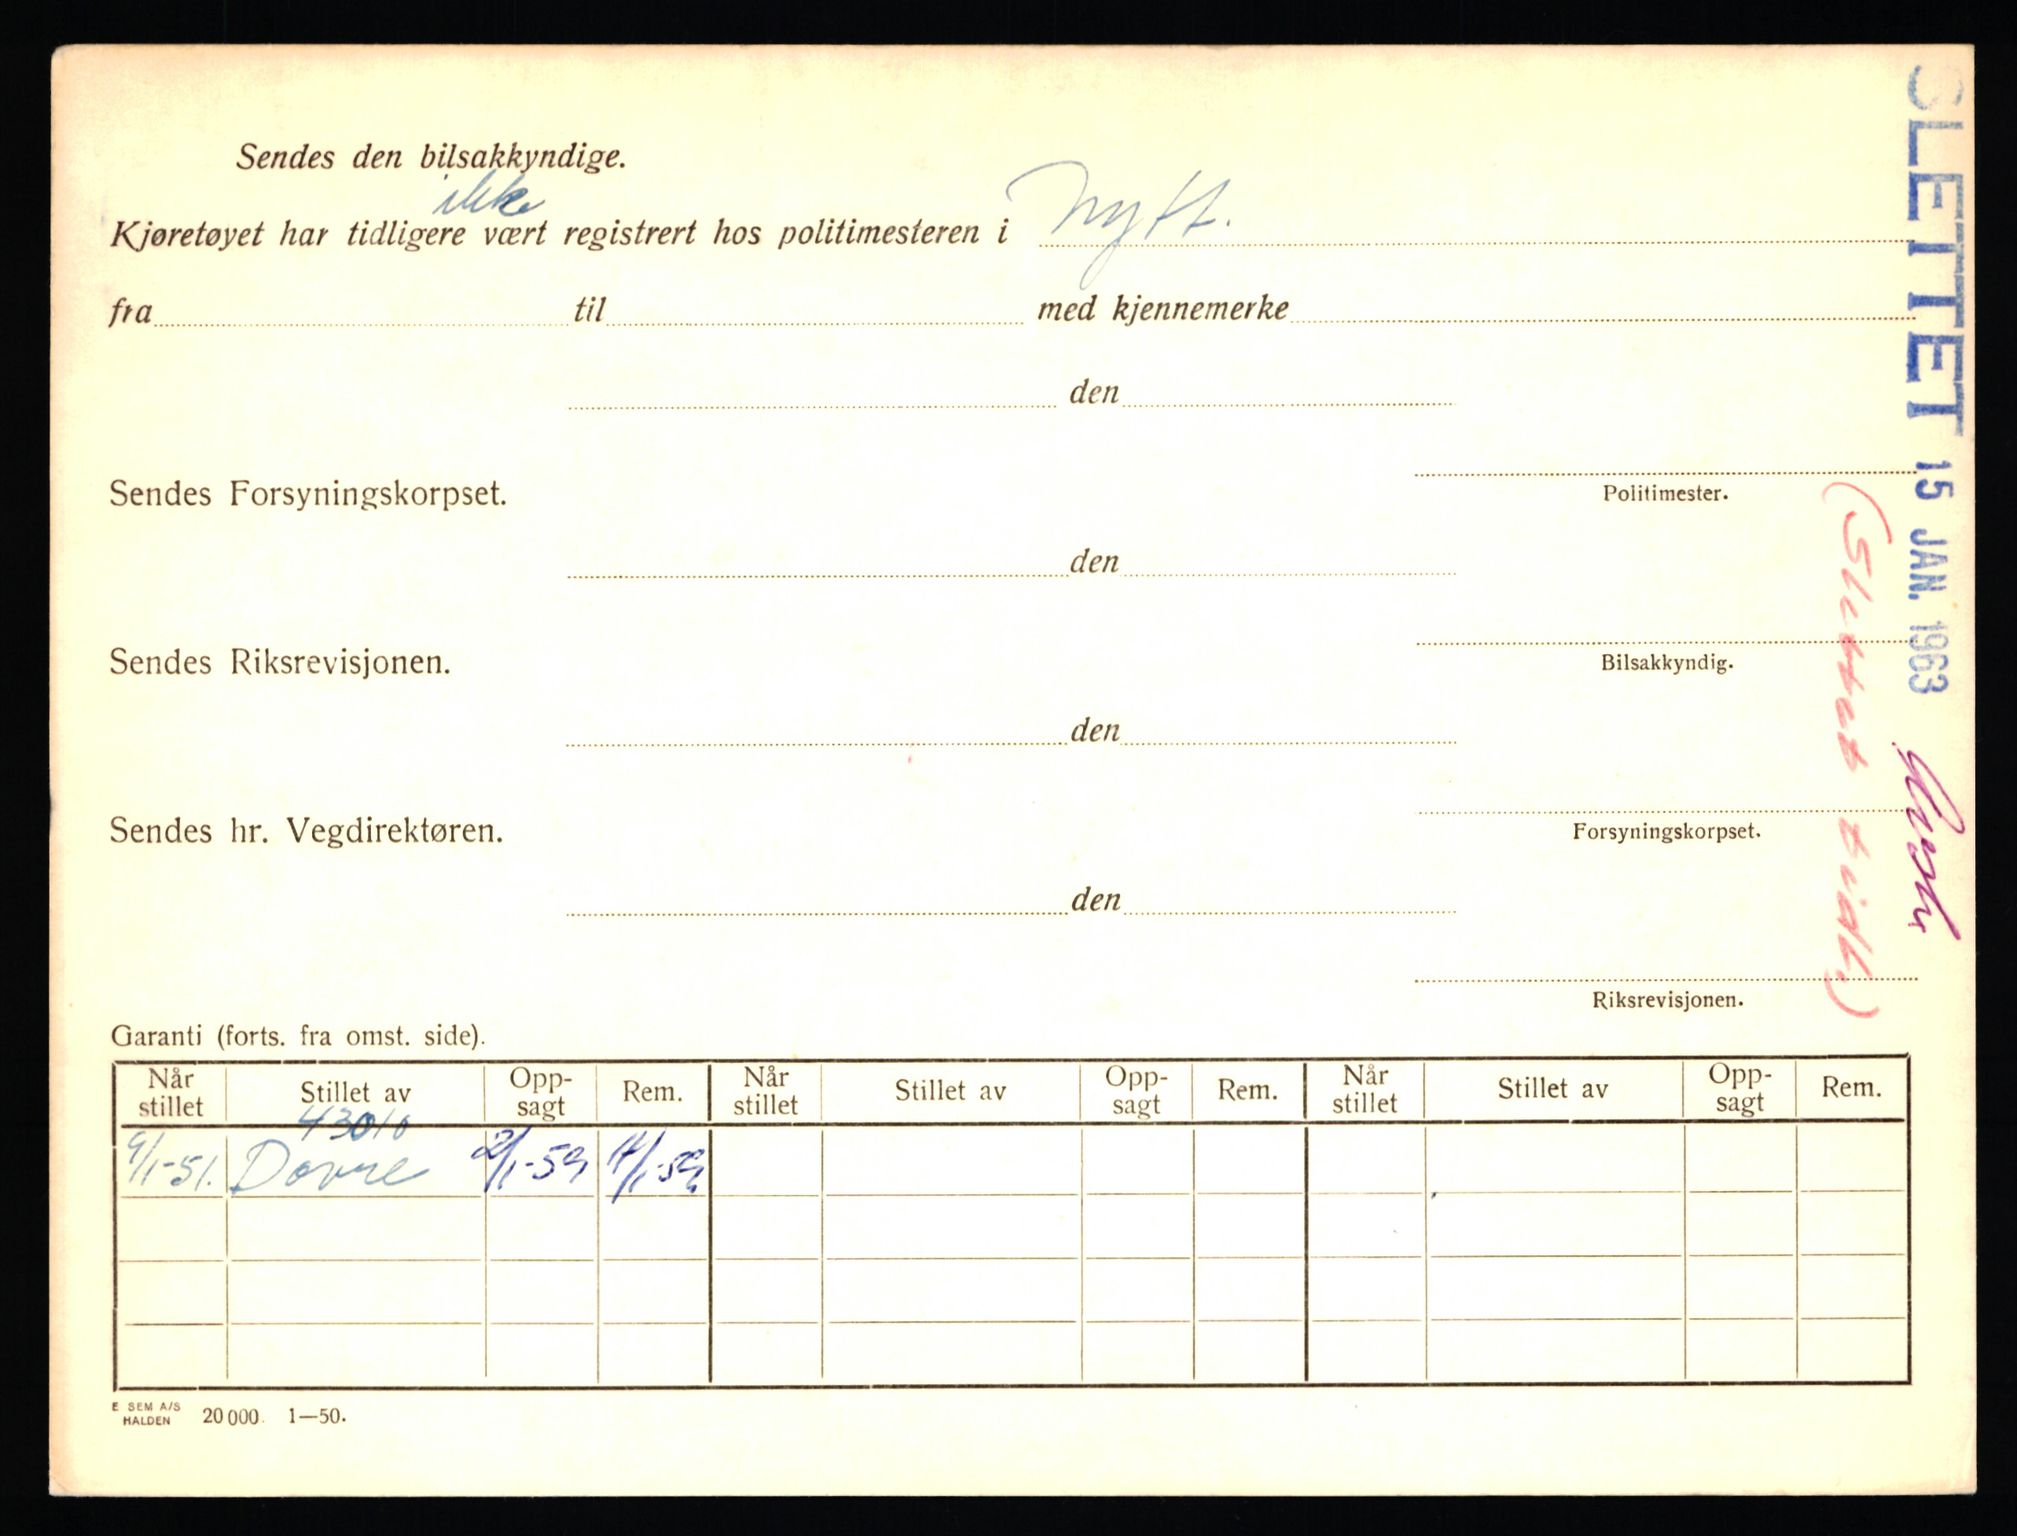 Sendes den bilsakkyndige.
ikke
Kjøretøyet har tidligere vært registrert hos politimesteren i Nytt.
fra til med kjennemerke
den
Politimester.
Sendes Forsyningskorpset.
den
Bilsakkyndig.
Sendes Riksrevisjonen.
den
Forsyningskorpset.
Sendes hr. Vegdirektøren.
den
Riksrevisjonen.
SLETTET 15 JAN. 1963
(Slettet tidl.)
Garanti (forts. fra omst. side).
Når stillet Stillet av Opp-sagt Rem. Når stillet Stillet av Opp-sagt Rem. Når stillet Stillet av Opp-sagt Rem.
43010
9/1-51. Dovre 2/1-59 14/1-59
E SEM A/S
HALDEN 20 000. 1—50.